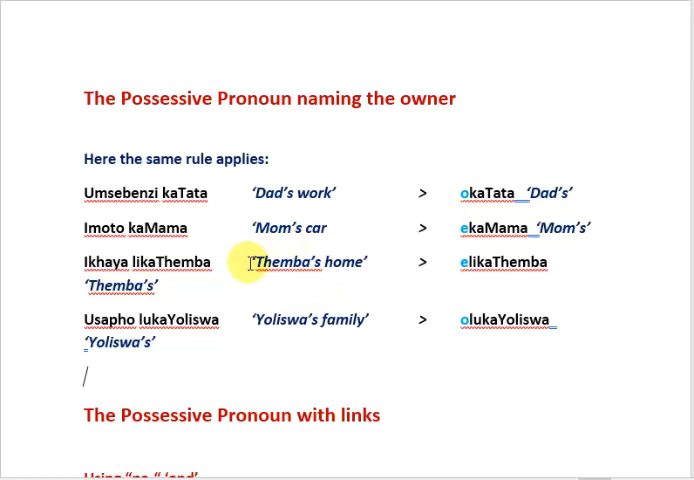 The Possessive Pronoun naming the owner
Here the same rule applies:
Umsebenzi kaTata ‘Dad’s work’ > okaTata ‘Dad’s’
Imoto kaMama ‘Mom’s car > ekaMama ‘Mom’s’
Ikhaya likaThemba ‘Themba’s home’ > elikaThemba
‘Themba’s’
Usapho lukaYoliswa ‘Yoliswa’s family’ > olukaYoliswa
‘Yoliswa’s’
The Possessive Pronoun with links